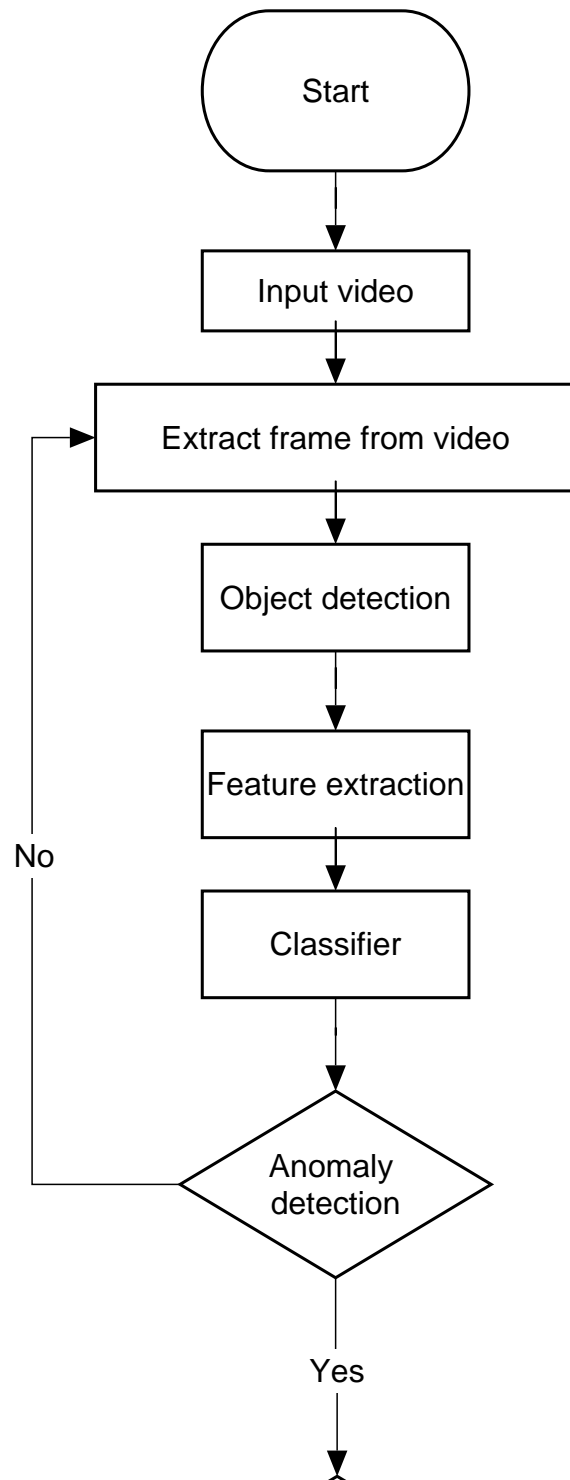 Start
Input video
Extract frame from video
Object detection
Feature extraction
No
Classifier
Anomaly
detection
Yes